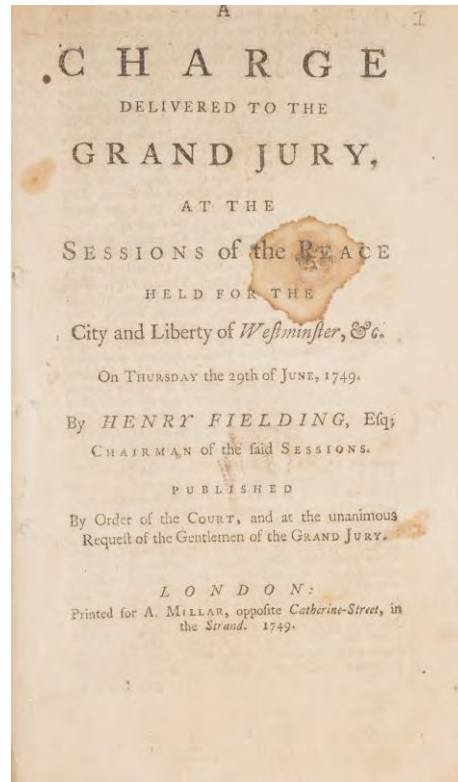 A
CHARGE
DELIVERED TO THE
GRAND JURY,
AT THE
SESSIONS of the PEACE
HELD FOR THE
City and Liberty of Weſtminſter, &c.
On THURSDAY the 29th of JUNE, 1749.
By HENRY FIELDING, Eſq;
CHAIRMAN of the ſaid SESSIONS.
PUBLISHED
By Order of the COURT, and at the unanimous
Requeſt of the Gentlemen of the GRAND JURY.
LONDON:
Printed for A. MILLAR, oppoſite Catherine-Street, in
the Strand. 1749.